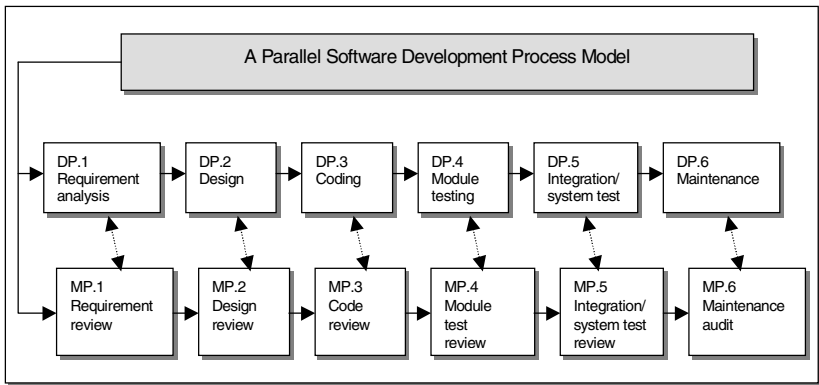 A Parallel Software Development Process Model
DP.1
Requirement
analysis
DP.2
Design
DP.3
Coding
DP.4
Module
testing
DP.5
Integration/
system test
DP.6
Maintenance
MP.1
Requirement
review
MP.2
Design
review
MP.3
Code
review
MP.4
Module
test
review
MP.5
Integration/
system test
review
MP.6
Maintenance
audit